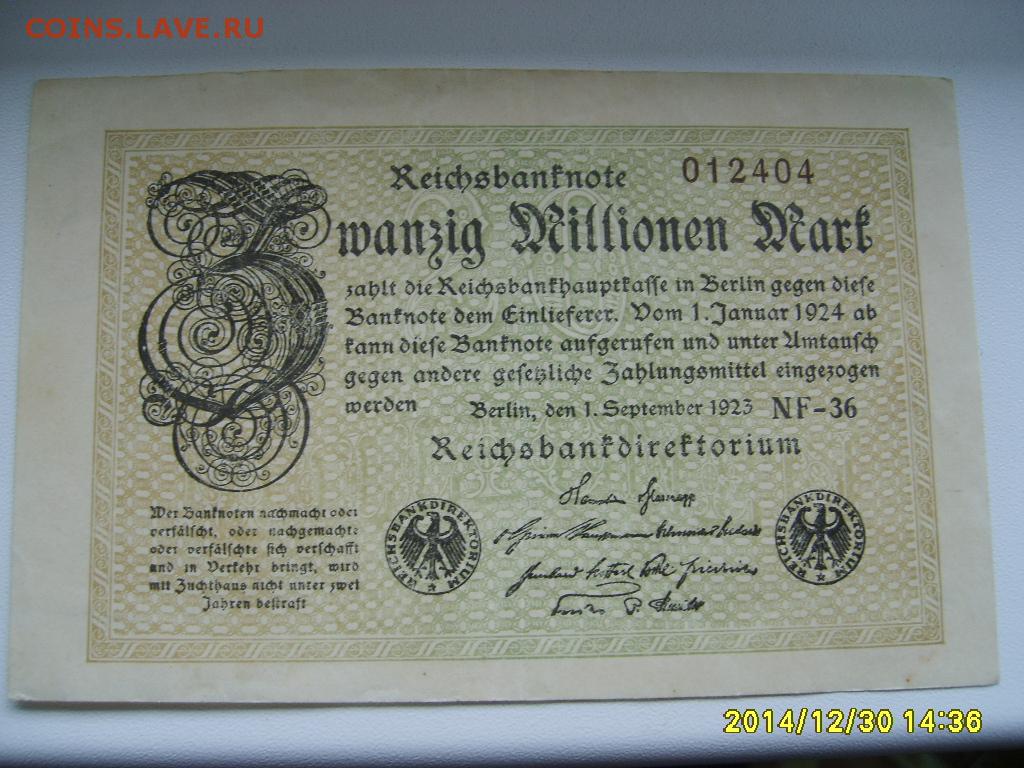 COINS.LAVE.RU
Reichsbanknote 012404
Zwanzig Millionen Mark
zahlt die Reichsbankhauptkasse in Berlin gegen diese
Banknote dem Einlieferer. Vom 1. Januar 1924 ab
kann diese Banknote aufgerufen und unter Umtausch
gegen andere gesetzliche Zahlungsmittel eingezogen
werden Berlin, den 1. September 1923 NF-36
Reichsbankdirektorium
Wer Banknoten nachmacht oder
verfälscht, oder nachgemachte
oder verfälschte sich verschafft
und in Verkehr bringt, wird
mit Zuchthaus nicht unter zwei
Jahren bestraft
REICHSBANKDIREKTORIUM
REICHSBANKDIREKTORIUM
2014/12/30 14:36